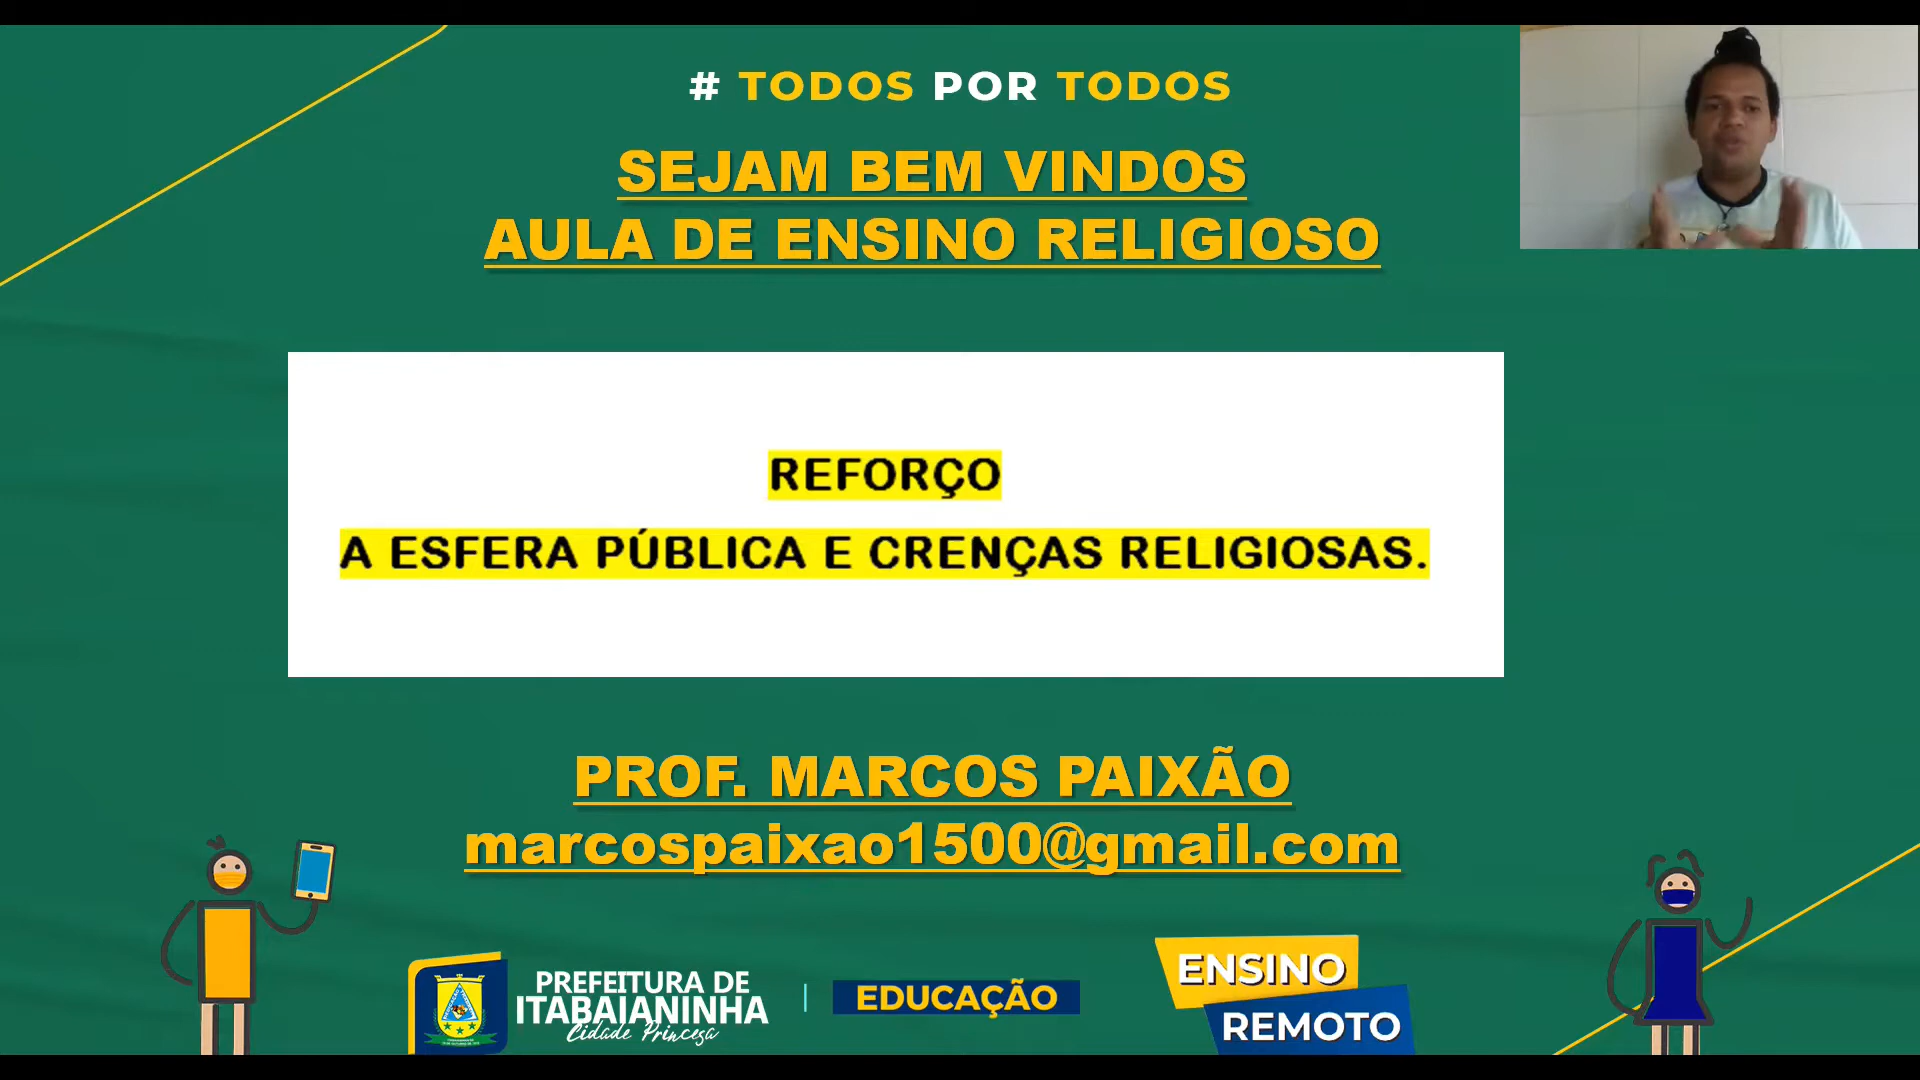 # TODOS POR TODOS
SEJAM BEM VINDOS
AULA DE ENSINO RELIGIOSO
REFORÇO
A ESFERA PÚBLICA E CRENÇAS RELIGIOSAS.
PROF. MARCOS PAIXÃO
marcospaixao1500@gmail.com
PREFEITURA DE
ITABAIANINHA
Cidade Princesa
EDUCAÇÃO
ENSINO
REMOTO